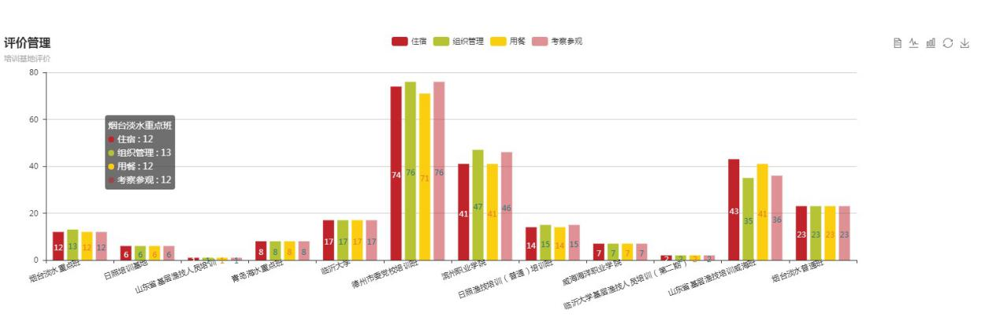 评价管理
培训基地评价
住宿 组织管理 用餐 考察参观
80
60
40
20
0
烟台淡水重点班
住宿 : 12
组织管理 : 13
用餐 : 12
考察参观 : 12
12 13 12 12
6 6 6 6
1 1 1 1
8 8 8 8
17 17 17 17
74 76 71 76
41 47 41 46
14 15 14 15
7 7 7 7
2 2 2 2
43 35 41 36
23 23 23 23
烟台淡水重点班
日照培训基地
山东省基层渔技人员培训
青岛海水重点班
临沂大学
德州市委党校培训班
滨州职业学院
日照渔技培训（普通）培训班
威海海洋职业学院
临沂大学基层渔技人员培训（第二期）
山东省基层渔技培训威海班
烟台淡水普通班